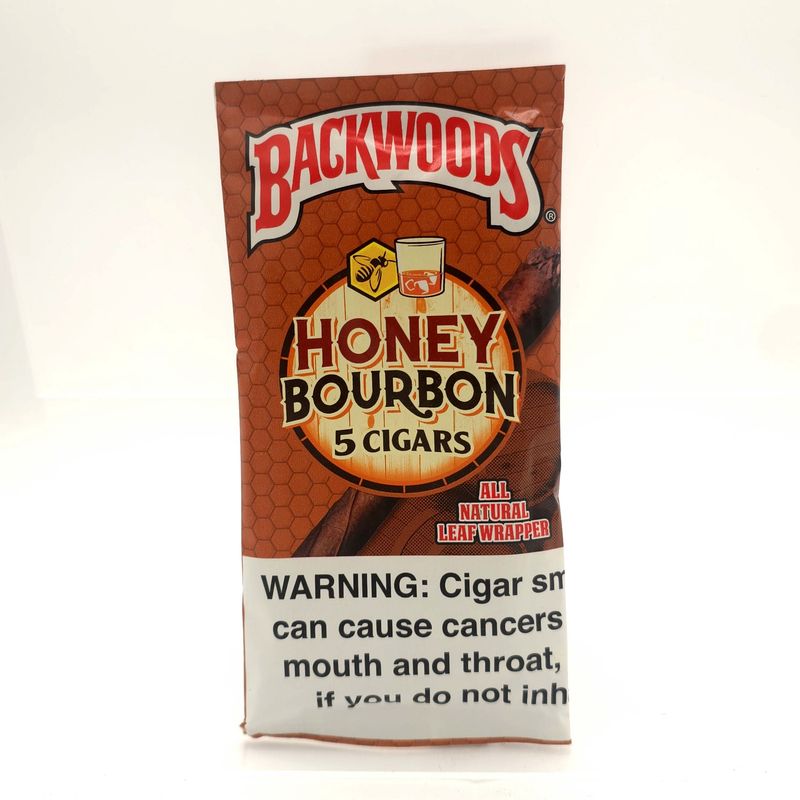 BACKWOODS®
HONEY
BOURBON
5 CIGARS
ALL
NATURAL
LEAF WRAPPER
WARNING: Cigar sm
can cause cancers
mouth and throat,
if you do not inh